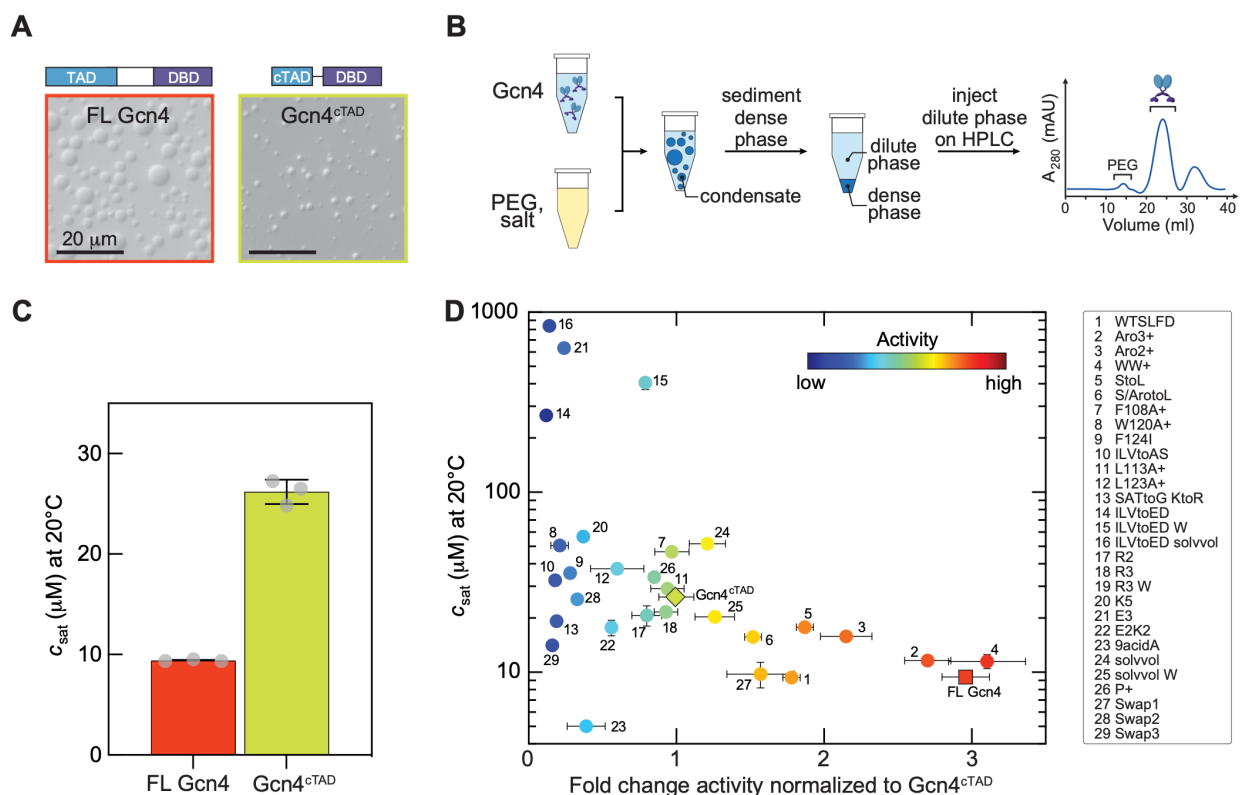 A
TAD
DBD
cTAD
DBD
FL Gcn4
Gcn4cTAD
20 µm
B
Gcn4
PEG,
salt
condensate
sediment
dense
phase
dilute
phase
dense
phase
inject
dilute phase
on HPLC
A280 (mAU)
PEG
0
10
20
30
40
Volume (ml)
C
csat (µM) at 20°C
30
20
10
0
FL Gcn4
Gcn4cTAD
D
csat (µM) at 20°C
1000
100
10
Activity
low
high
16
21
15
14
8
20
7
24
10
9
12
26
11
Gcn4cTAD
28
13
22
17
18
25
5
6
3
29
27
1
2
4
FL Gcn4
23
0
1
2
3
Fold change activity normalized to Gcn4cTAD
1 WTSLFD
2 Aro3+
3 Aro2+
4 WW+
5 StoL
6 S/ArotoL
7 F108A+
8 W120A+
9 F124I
10 ILVtoAS
11 L113A+
12 L123A+
13 SATtoG KtoR
14 ILVtoED
15 ILVtoED W
16 ILVtoED solvvol
17 R2
18 R3
19 R3 W
20 K5
21 E3
22 E2K2
23 9acidA
24 solvvol
25 solvvol W
26 P+
27 Swap1
28 Swap2
29 Swap3